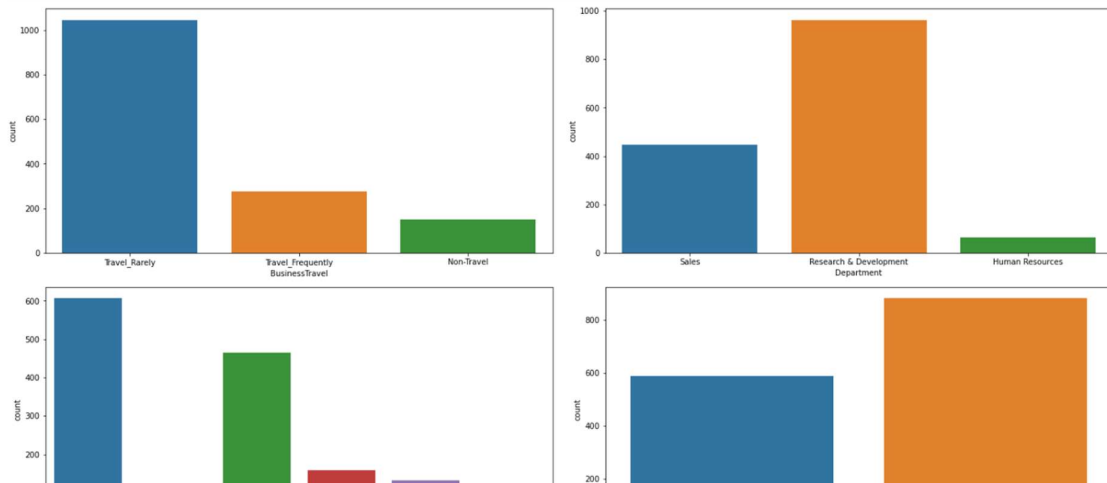 1000
800
600
400
200
0
count
Travel_Rarely Travel_Frequently Non-Travel
BusinessTravel
1000
800
600
400
200
0
count
Sales Research & Development Human Resources
Department
600
500
400
300
200
count
800
600
400
200
count